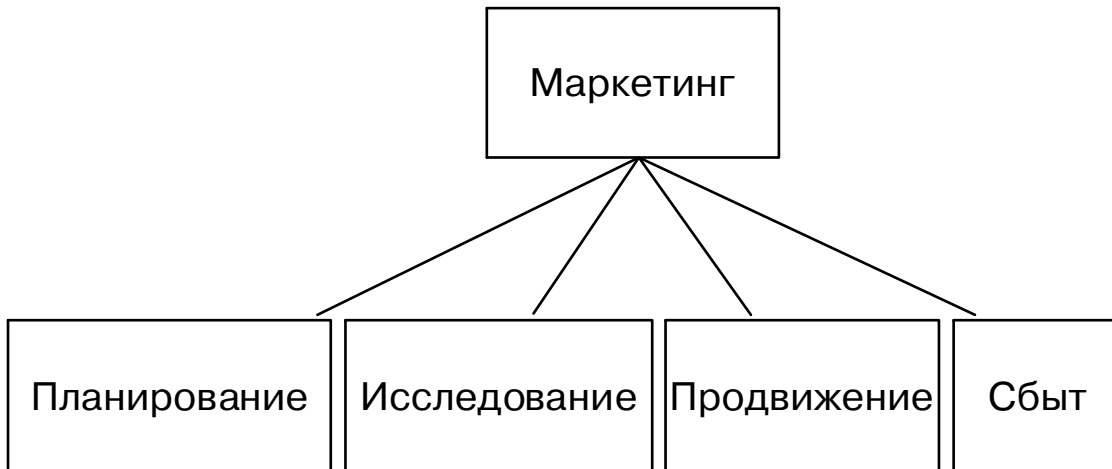 Маркетинг
Планирование
Исследование
Продвижение
Сбыт